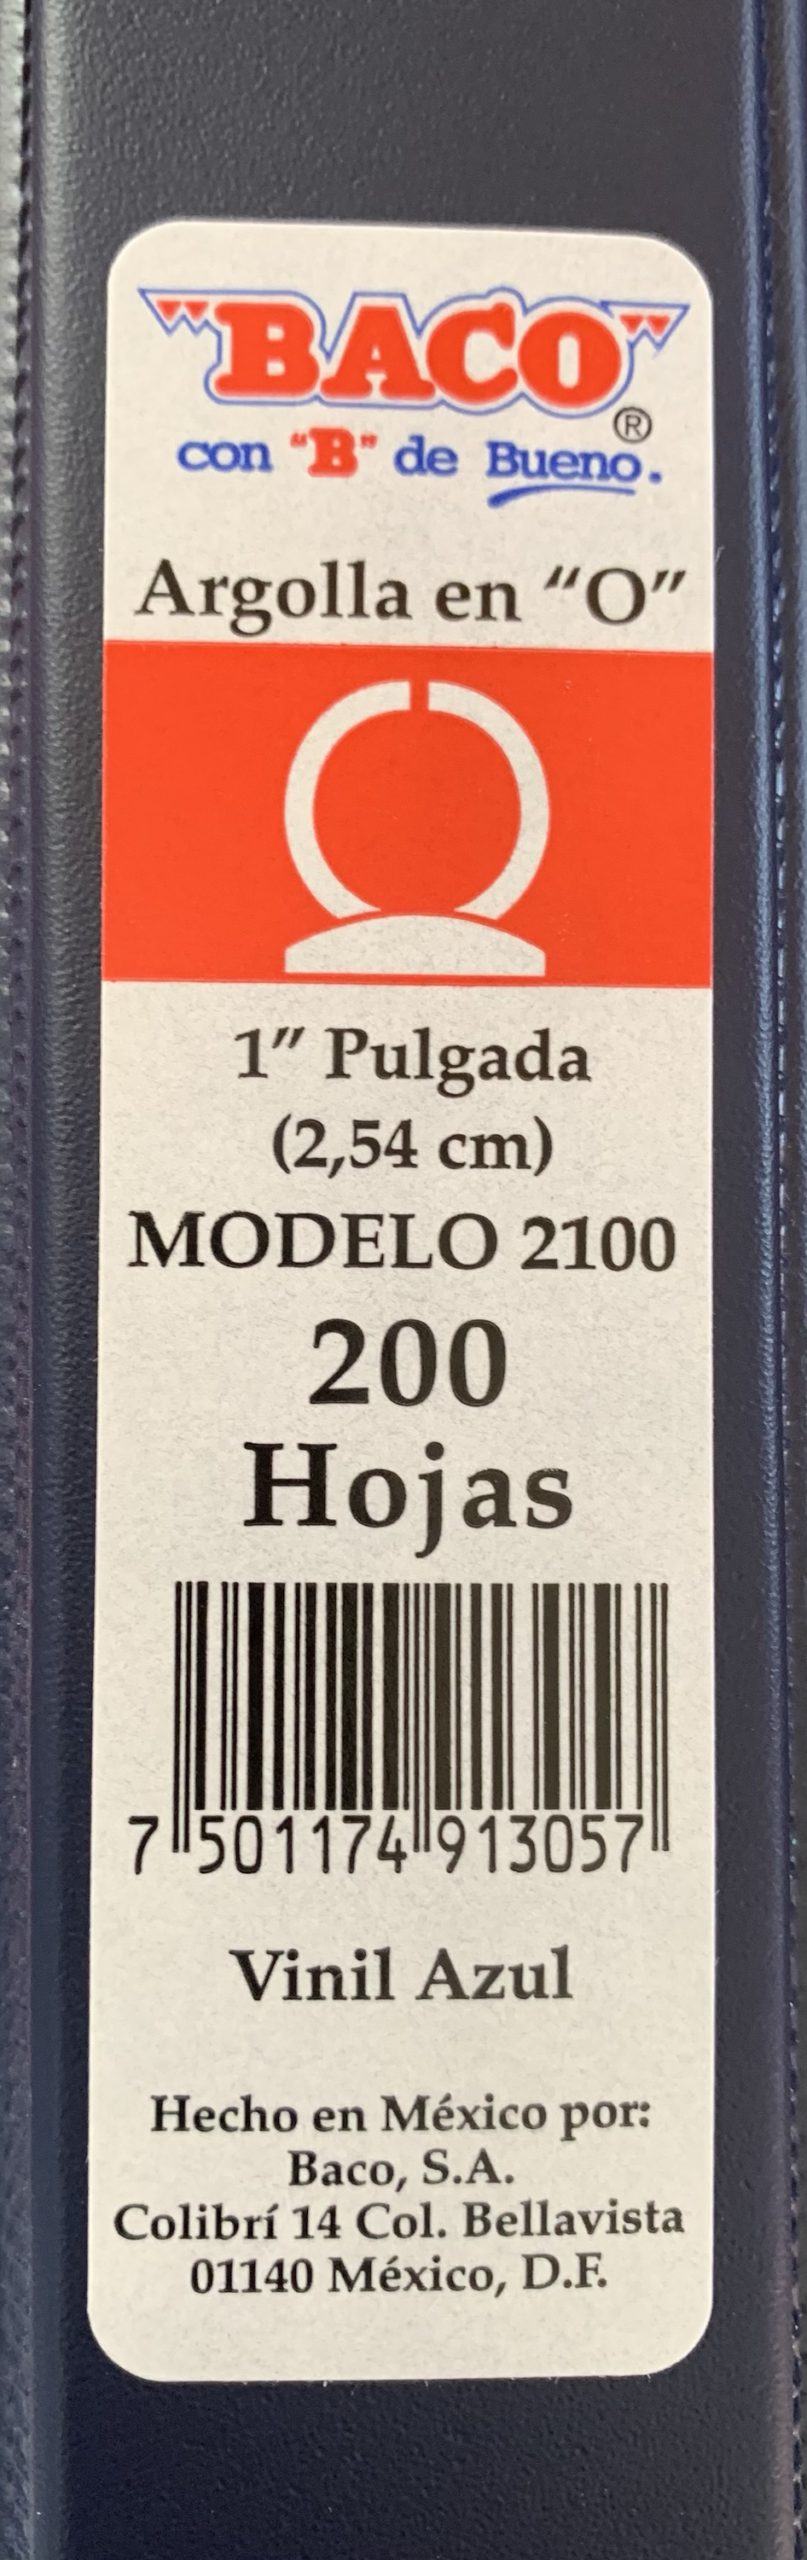 "BACO"®
con "B" de Bueno.
Argolla en “O”
1” Pulgada
(2,54 cm)
MODELO 2100
200
Hojas
7 501174 913057
Vinil Azul
Hecho en México por:
Baco, S.A.
Colibrí 14 Col. Bellavista
01140 México, D.F.